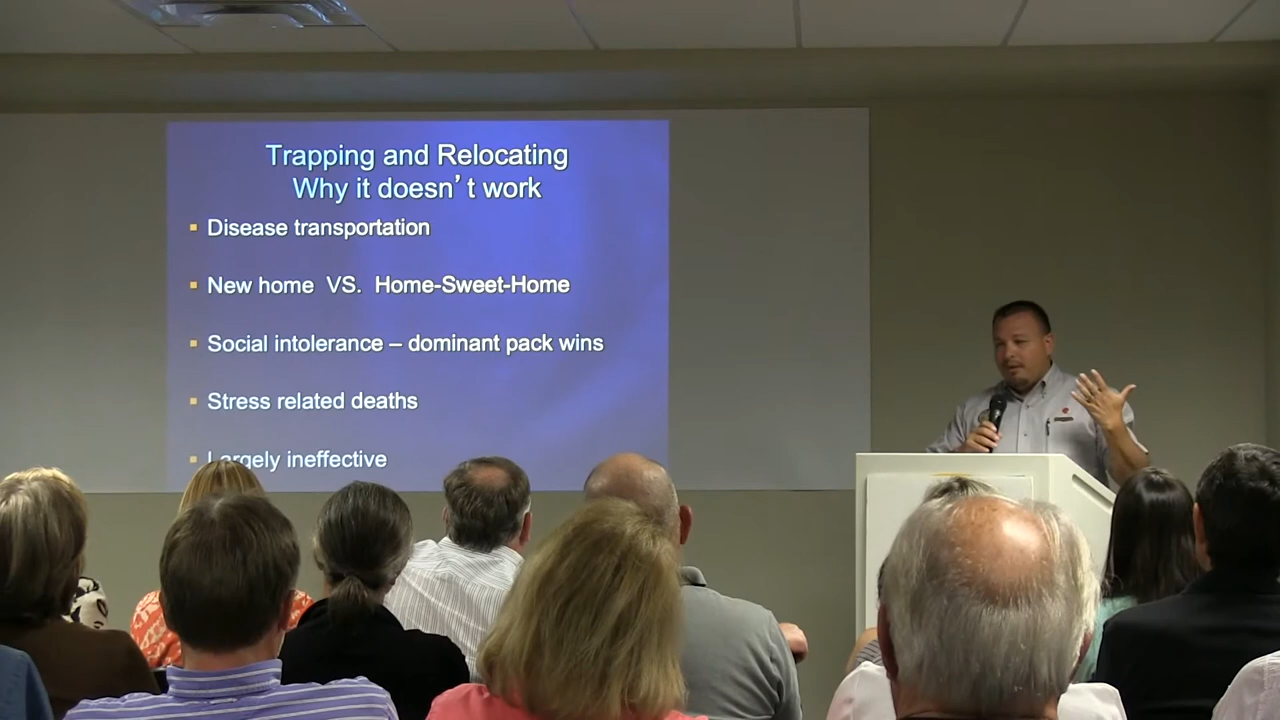 Trapping and Relocating
Why it doesn't work
Disease transportation
New home VS. Home-Sweet-Home
Social intolerance – dominant pack wins
Stress related deaths
Largely ineffective